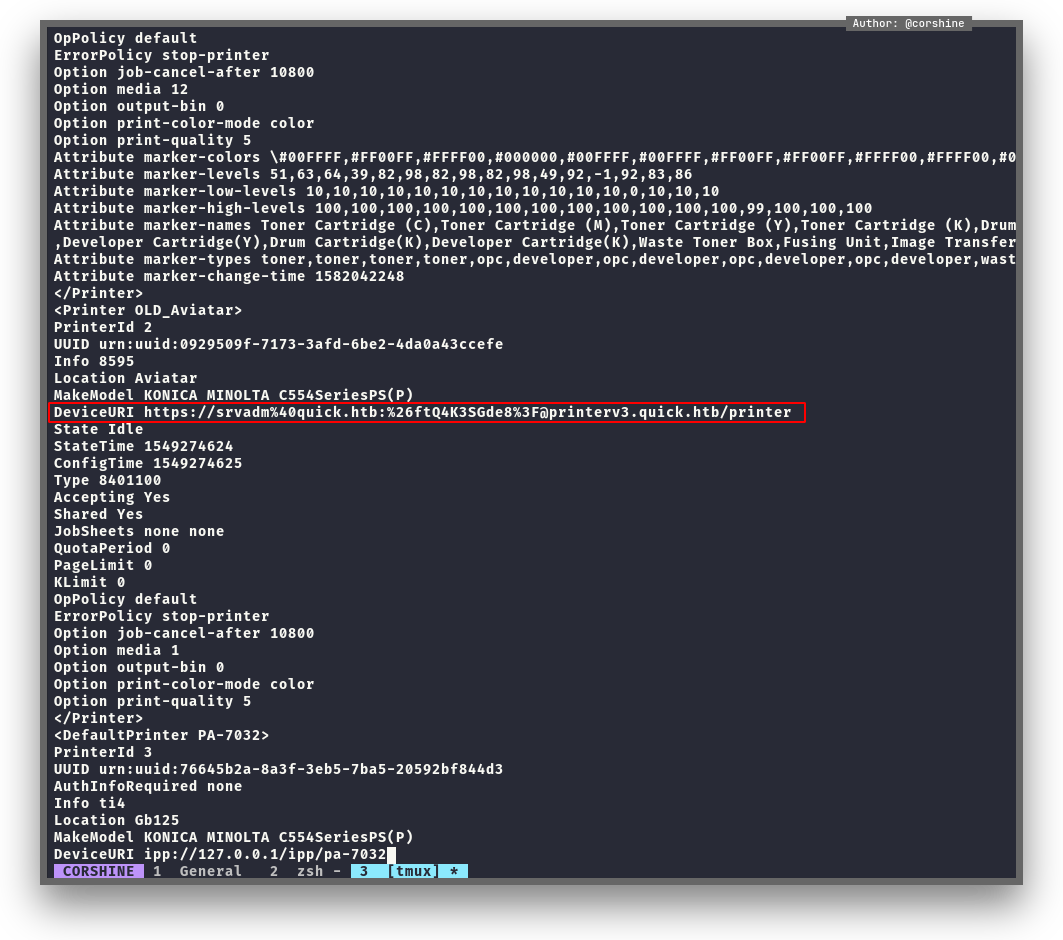 Author: @corshine
OpPolicy default
ErrorPolicy stop-printer
Option job-cancel-after 10800
Option media 12
Option output-bin 0
Option print-color-mode color
Option print-quality 5
Attribute marker-colors \#00FFFF,#FF00FF,#FFFF00,#000000,#00FFFF,#00FFFF,#FF00FF,#FF00FF,#FFFF00,#FFFF00,#0
Attribute marker-levels 51,63,64,39,82,98,82,98,82,98,49,92,-1,92,83,86
Attribute marker-low-levels 10,10,10,10,10,10,10,10,10,10,10,10,0,10,10,10
Attribute marker-high-levels 100,100,100,100,100,100,100,100,100,100,100,100,99,100,100,100
Attribute marker-names Toner Cartridge (C),Toner Cartridge (M),Toner Cartridge (Y),Toner Cartridge (K),Drum
,Developer Cartridge(Y),Drum Cartridge(K),Developer Cartridge(K),Waste Toner Box,Fusing Unit,Image Transfer
Attribute marker-types toner,toner,toner,toner,opc,developer,opc,developer,opc,developer,opc,developer,wast
Attribute marker-change-time 1582042248
</Printer>
<Printer OLD_Aviatar>
PrinterId 2
UUID urn:uuid:0929509f-7173-3afd-6be2-4da0a43ccefe
Info 8595
Location Aviatar
MakeModel KONICA MINOLTA C554SeriesPS(P)
DeviceURI https://srvadm%40quick.htb:%26ftQ4K3SGde8%3F@printerv3.quick.htb/printer
State Idle
StateTime 1549274624
ConfigTime 1549274625
Type 8401100
Accepting Yes
Shared Yes
JobSheets none none
QuotaPeriod 0
PageLimit 0
KLimit 0
OpPolicy default
ErrorPolicy stop-printer
Option job-cancel-after 10800
Option media 1
Option output-bin 0
Option print-color-mode color
Option print-quality 5
</Printer>
<DefaultPrinter PA-7032>
PrinterId 3
UUID urn:uuid:76645b2a-8a3f-3eb5-7ba5-20592bf844d3
AuthInfoRequired none
Info ti4
Location Gb125
MakeModel KONICA MINOLTA C554SeriesPS(P)
DeviceURI ipp://127.0.0.1/ipp/pa-7032
CORSHINE 1 General 2 zsh - 3 [tmux] *